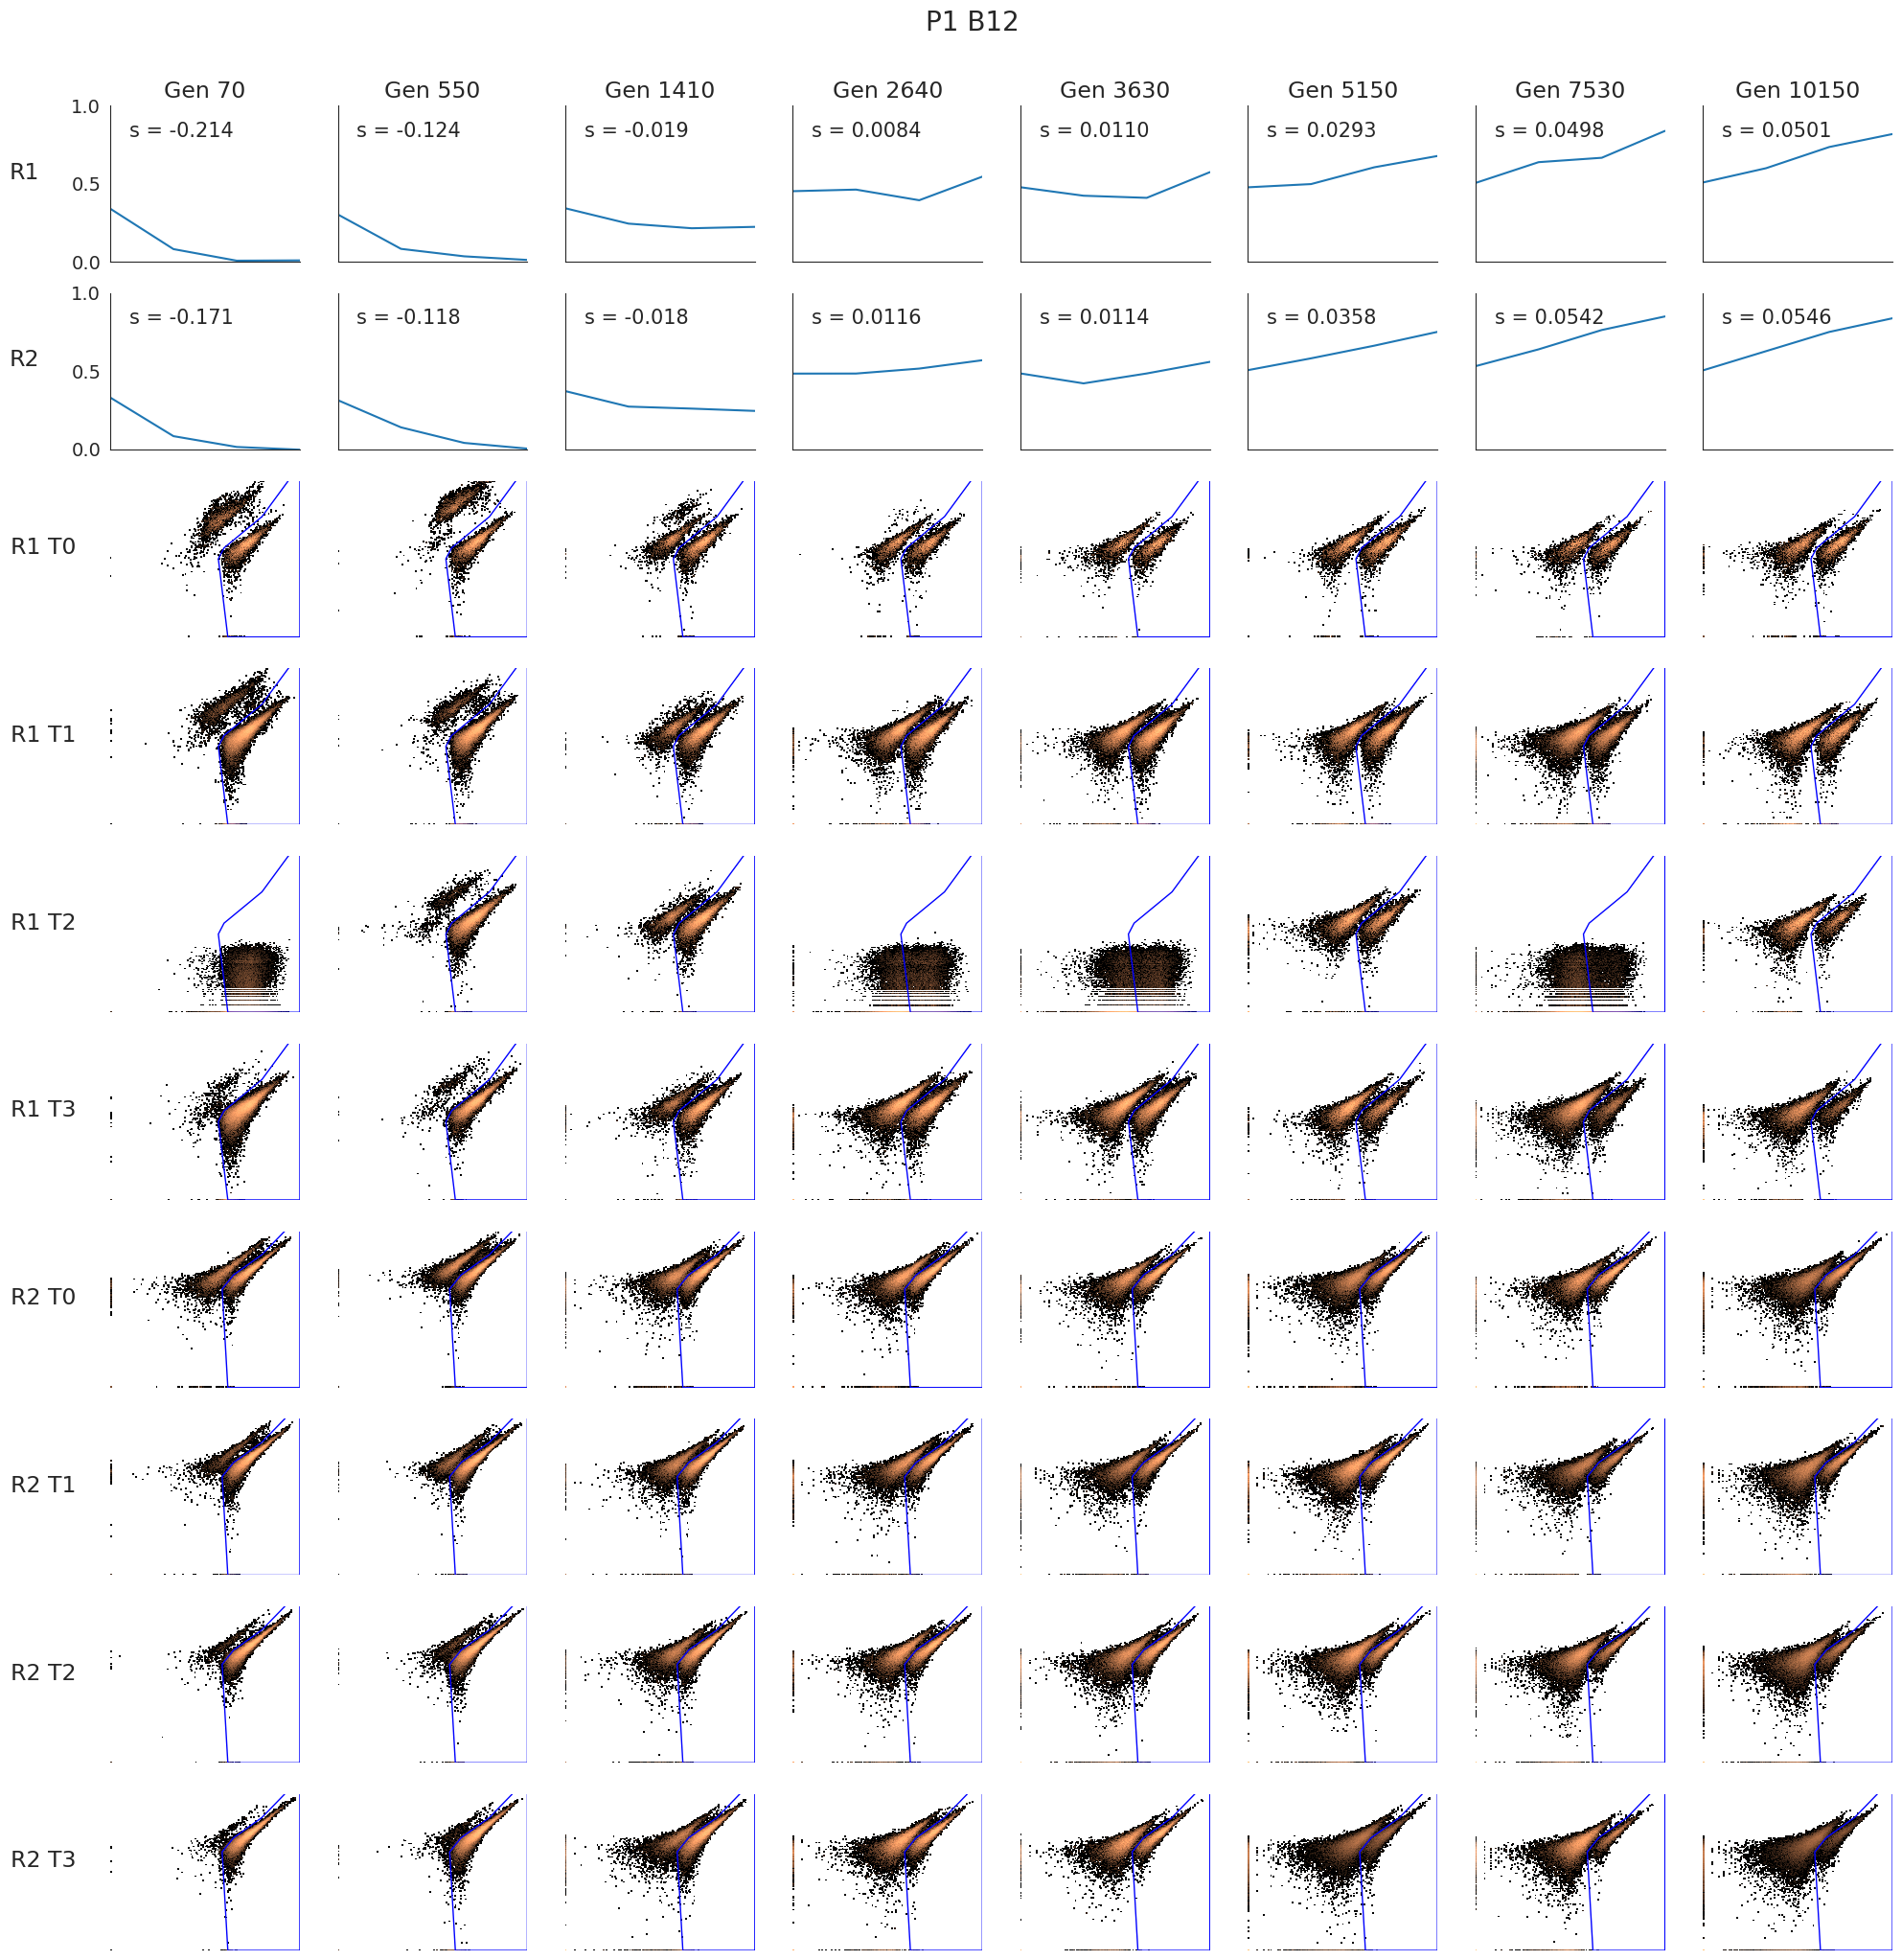 P1 B12
Gen 70 Gen 550 Gen 1410 Gen 2640 Gen 3630 Gen 5150 Gen 7530 Gen 10150
1.0
s = -0.214 s = -0.124 s = -0.019 s = 0.0084 s = 0.0110 s = 0.0293 s = 0.0498 s = 0.0501
R1
0.5
0.0
1.0
s = -0.171 s = -0.118 s = -0.018 s = 0.0116 s = 0.0114 s = 0.0358 s = 0.0542 s = 0.0546
R2
0.5
0.0
R1 T0
R1 T1
R1 T2
R1 T3
R2 T0
R2 T1
R2 T2
R2 T3